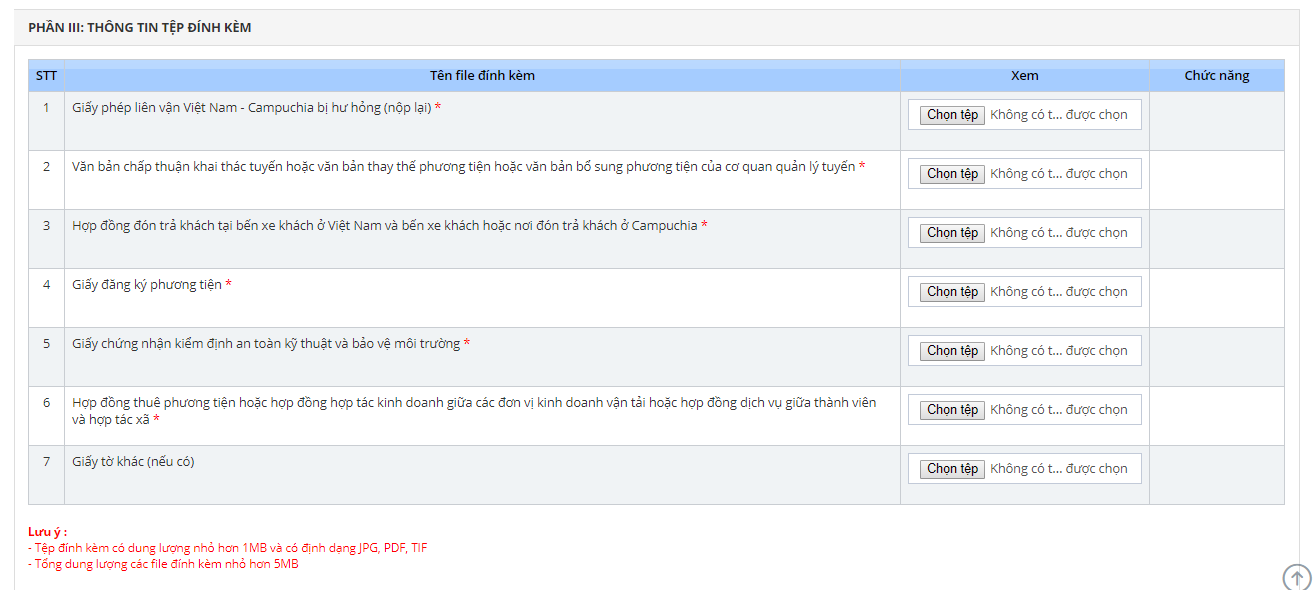 PHẦN III: THÔNG TIN TỆP ĐÍNH KÈM
STT Tên file đính kèm Xem Chức năng
1 Giấy phép liên vận Việt Nam - Campuchia bị hư hỏng (nộp lại) * Chọn tệp Không có t... được chọn
2 Văn bản chấp thuận khai thác tuyến hoặc văn bản thay thế phương tiện hoặc văn bản bổ sung phương tiện của cơ quan quản lý tuyến * Chọn tệp Không có t... được chọn
3 Hợp đồng đón trả khách tại bến xe khách ở Việt Nam và bến xe khách hoặc nơi đón trả khách ở Campuchia * Chọn tệp Không có t... được chọn
4 Giấy đăng ký phương tiện * Chọn tệp Không có t... được chọn
5 Giấy chứng nhận kiểm định an toàn kỹ thuật và bảo vệ môi trường * Chọn tệp Không có t... được chọn
6 Hợp đồng thuê phương tiện hoặc hợp đồng hợp tác kinh doanh giữa các đơn vị kinh doanh vận tải hoặc hợp đồng dịch vụ giữa thành viên
và hợp tác xã * Chọn tệp Không có t... được chọn
7 Giấy tờ khác (nếu có) Chọn tệp Không có t... được chọn
Lưu ý :
- Tệp đính kèm có dung lượng nhỏ hơn 1MB và có định dạng JPG, PDF, TIF
- Tổng dung lượng các file đính kèm nhỏ hơn 5MB